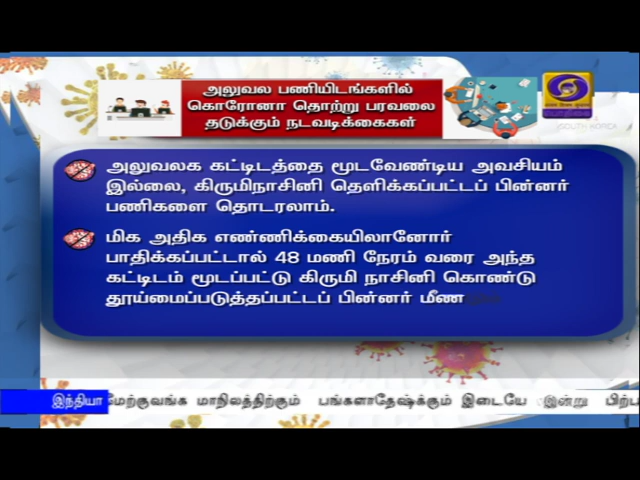 அலுவல பணியிடங்களில்
கொரோனா தொற்று பரவலை
தடுக்கும் நடவடிக்கைகள்
SOUTH KOREA
அலுவலக கட்டிடத்தை மூடவேண்டிய அவசியம்
இல்லை, கிருமிநாசினி தெளிக்கப்பட்டப் பின்னர்
பணிகளை தொடரலாம்.
மிக அதிக எண்ணிக்கையிலானோர்
பாதிக்கப்பட்டால் 48 மணி நேரம் வரை அந்த
கட்டிடம் மூடப்பட்டு கிருமி நாசினி கொண்டு
தூய்மைப்படுத்தப்பட்டப் பின்னர் மீண
இந்தியா மேற்குவங்க மாநிலத்திற்கும் பங்களாதேஷ்க்கும் இடையே இன்று பிற்ப